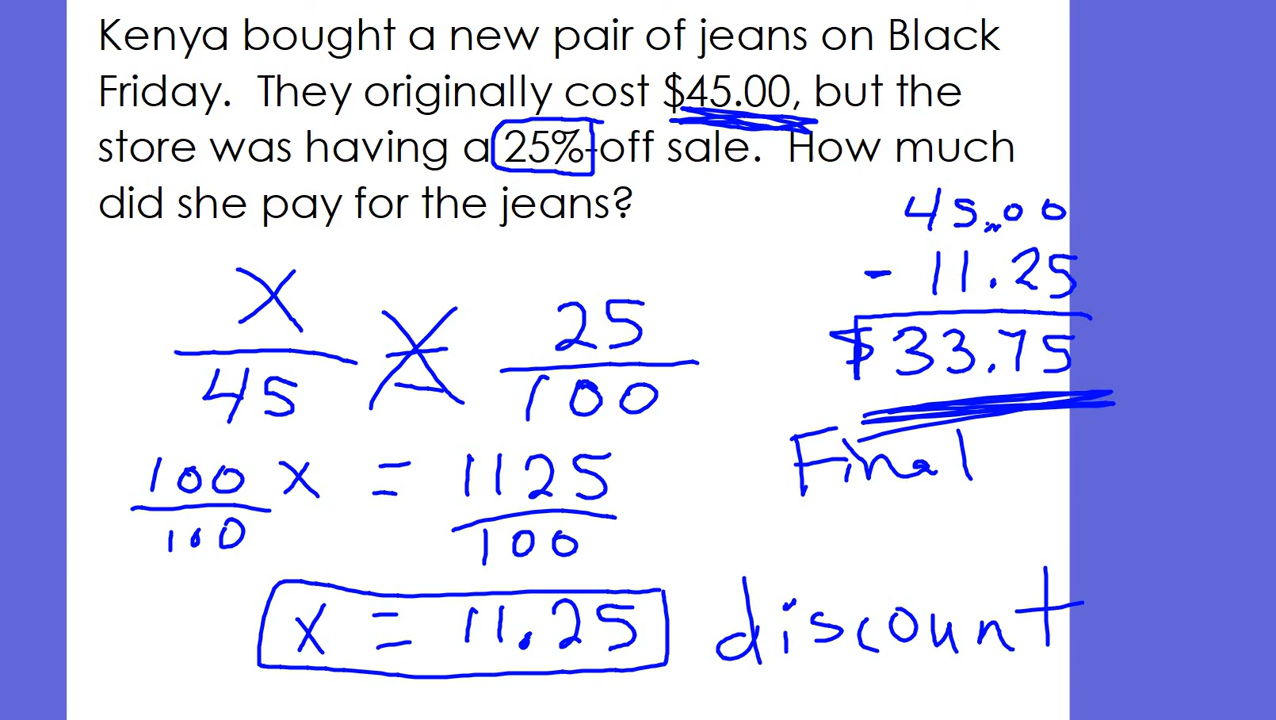 Kenya bought a new pair of jeans on Black
Friday. They originally cost $45.00, but the
store was having a 25%-off sale. How much
did she pay for the jeans?
45.00
- 11.25
$33.75
Final
x
45
=
25
100
100x = 1125
100
100
x = 11.25 discount